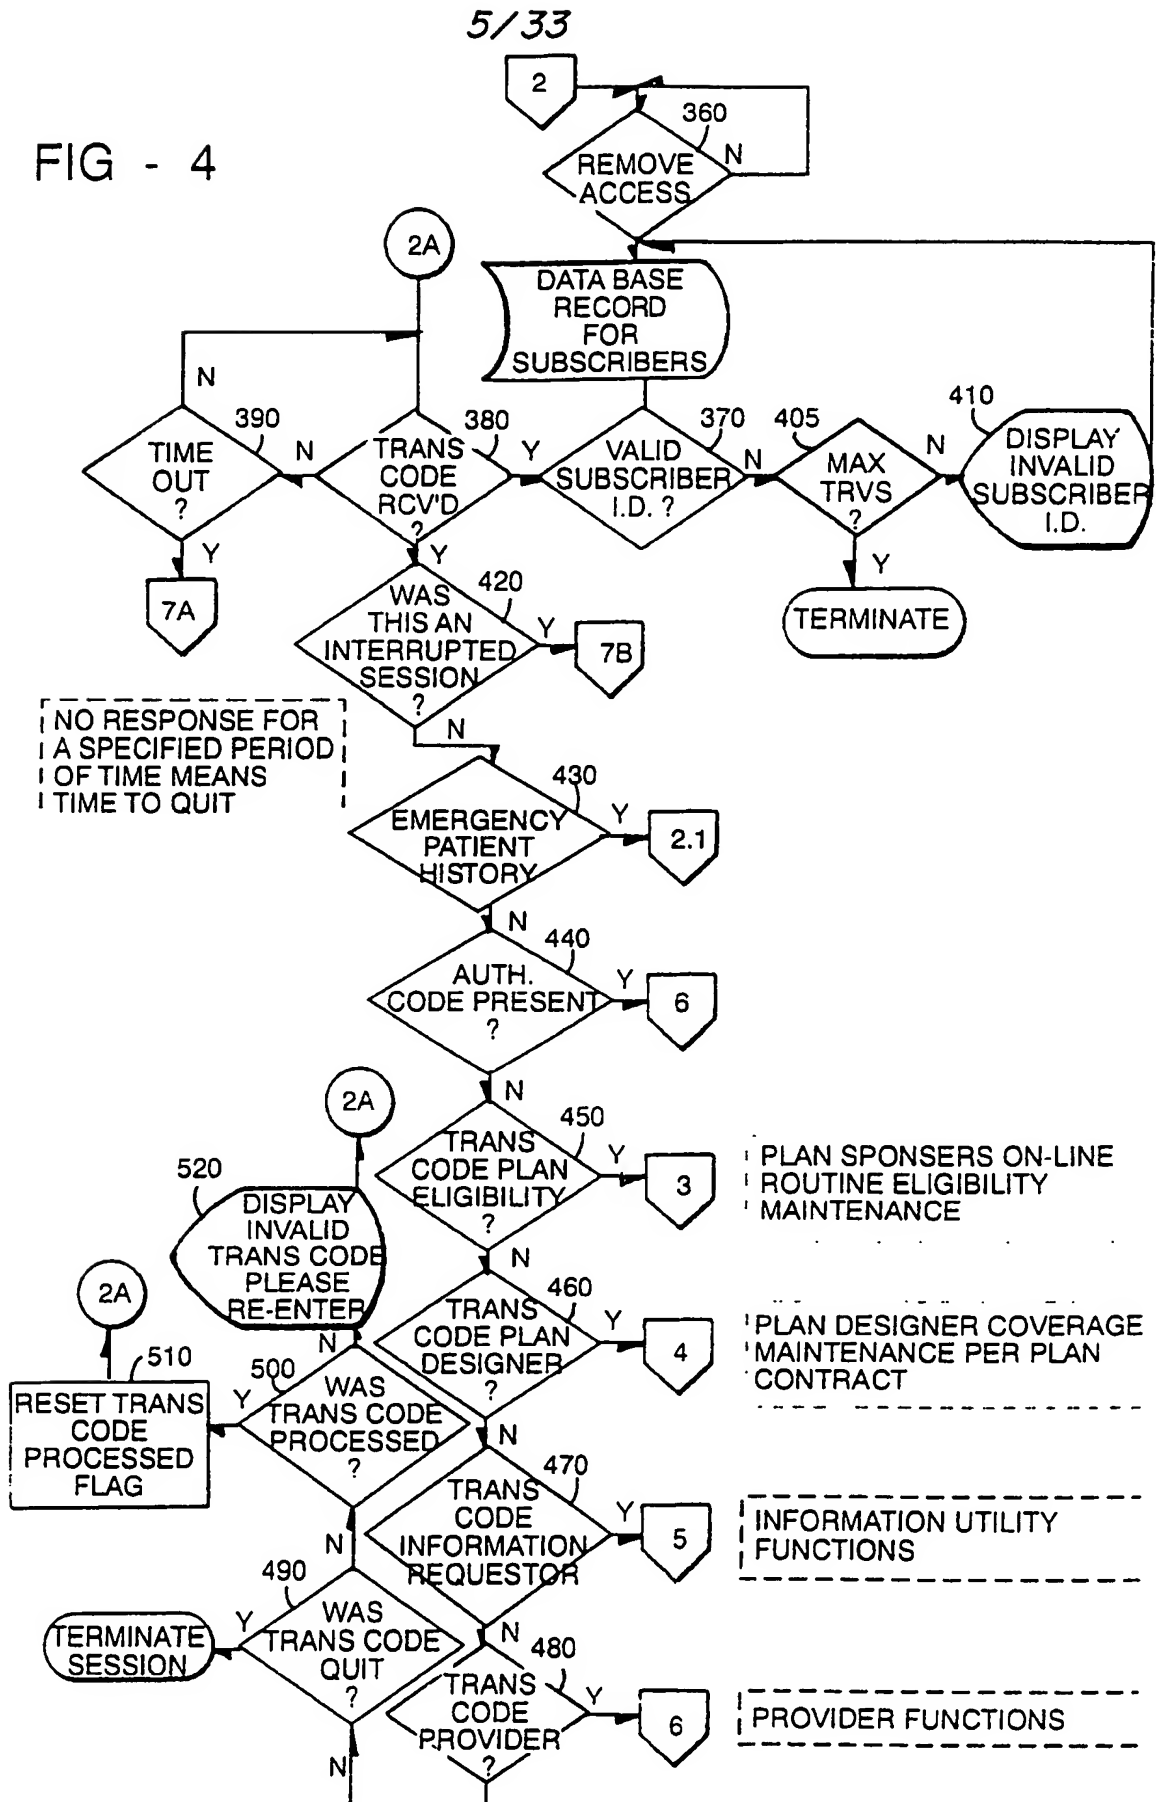 5/33
2
FIG - 4
360
REMOVE
ACCESS
N
2A
DATA BASE
RECORD
FOR
SUBSCRIBERS
N
390
TIME
OUT
?
N
380
TRANS
CODE
RCV'D
?
Y
370
VALID
SUBSCRIBER
I.D. ?
N
405
MAX
TRVS
?
N
410
DISPLAY
INVALID
SUBSCRIBER
I.D.
Y
7A
Y
Y
TERMINATE
420
WAS
THIS AN
INTERRUPTED
SESSION
?
Y
7B
N
NO RESPONSE FOR
A SPECIFIED PERIOD
OF TIME MEANS
TIME TO QUIT
430
EMERGENCY
PATIENT
HISTORY
Y
2.1
N
440
AUTH.
CODE PRESENT
?
Y
6
N
2A
450
TRANS
CODE PLAN
ELIGIBILITY
?
Y
3
PLAN SPONSERS ON-LINE
ROUTINE ELIGIBILITY
MAINTENANCE
520
DISPLAY
INVALID
TRANS CODE
PLEASE
RE-ENTER
N
2A
460
TRANS
CODE PLAN
DESIGNER
?
Y
4
PLAN DESIGNER COVERAGE
MAINTENANCE PER PLAN
CONTRACT
N
510
RESET TRANS
CODE
PROCESSED
FLAG
Y
500
WAS
TRANS CODE
PROCESSED
?
N
N
470
TRANS
CODE
INFORMATION
REQUESTOR
Y
5
INFORMATION UTILITY
FUNCTIONS
N
490
WAS
TRANS CODE
QUIT
?
Y
TERMINATE
SESSION
N
480
TRANS
CODE
PROVIDER
?
Y
6
PROVIDER FUNCTIONS
N